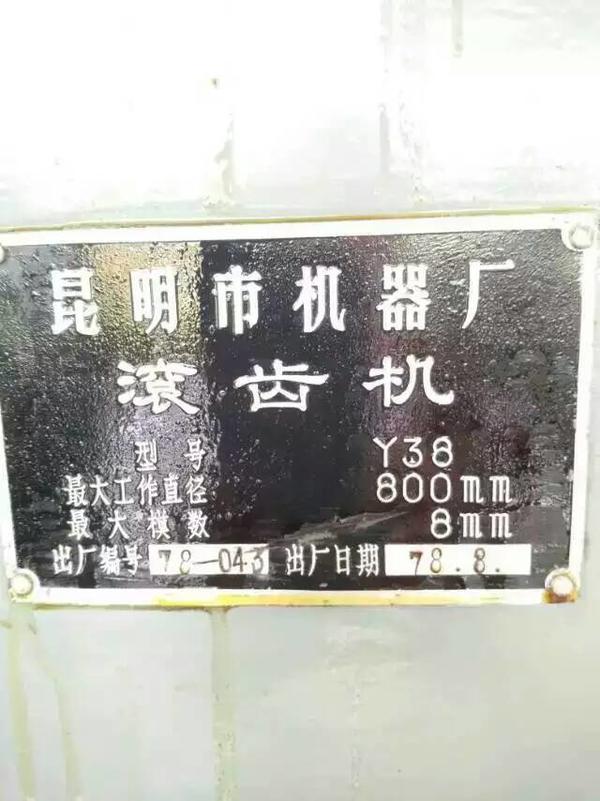 昆明市机器厂
滚齿机
型号 Y38
最大工作直径 800mm
最大模数 8mm
出厂编号 78-043 出厂日期 78.8.